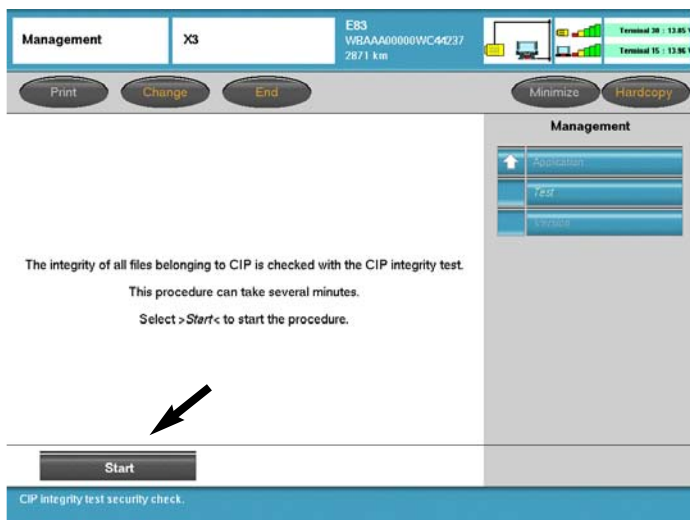 Management
X3
E83
WBAAA00000WC44237
2871 km
Terminal 30 : 13.05 V
Terminal 15 : 13.96 V
Print
Change
End
Minimize
Hardcopy
Management
Application
Test
Version
The integrity of all files belonging to CIP is checked with the CIP integrity test.
This procedure can take several minutes.
Select >Start< to start the procedure.
Start
CIP integrity test security check.